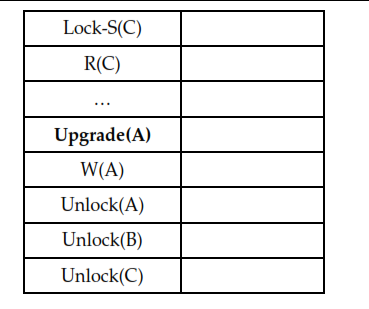 Lock-S(C)
R(C)
…
Upgrade(A)
W(A)
Unlock(A)
Unlock(B)
Unlock(C)